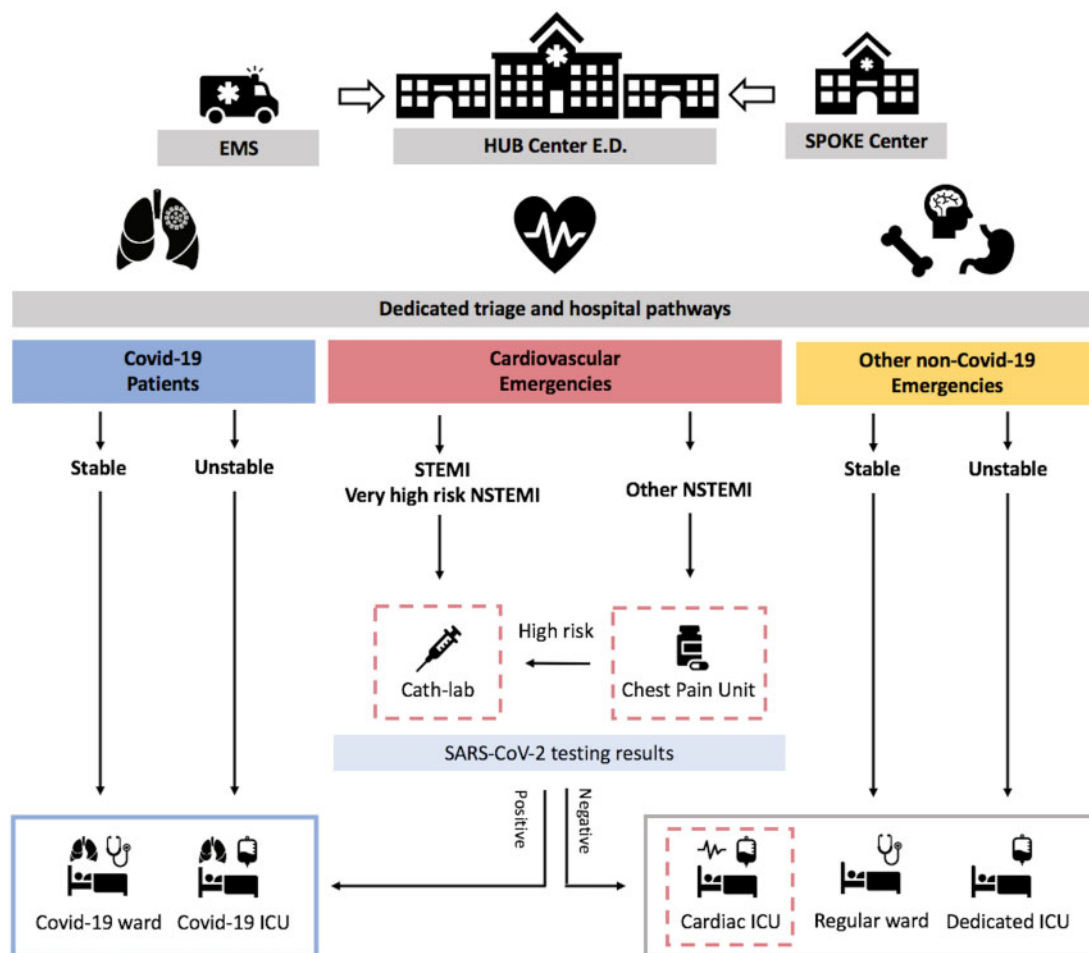 EMS
HUB Center E.D.
SPOKE Center
Dedicated triage and hospital pathways
Covid-19
Patients
Cardiovascular
Emergencies
Other non-Covid-19
Emergencies
Stable
Unstable
STEMI
Very high risk NSTEMI
Other NSTEMI
Stable
Unstable
High risk
Cath-lab
Chest Pain Unit
SARS-CoV-2 testing results
Positive
Negative
Covid-19 ward
Covid-19 ICU
Cardiac ICU
Regular ward
Dedicated ICU